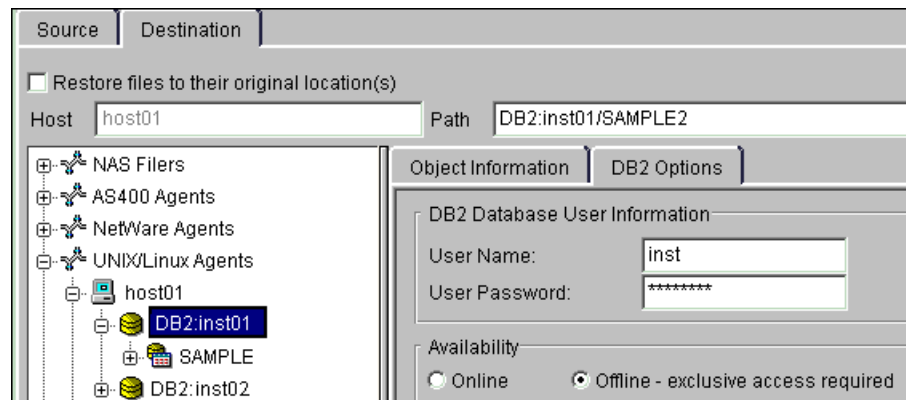 Source Destination
Restore files to their original location(s)
Host host01 Path DB2:inst01/SAMPLE2
NAS Filers
AS400 Agents
NetWare Agents
UNIX/Linux Agents
host01
DB2:inst01
SAMPLE
DB2:inst02
Object Information DB2 Options
DB2 Database User Information
User Name: inst
User Password: ********
Availability
Online Offline - exclusive access required